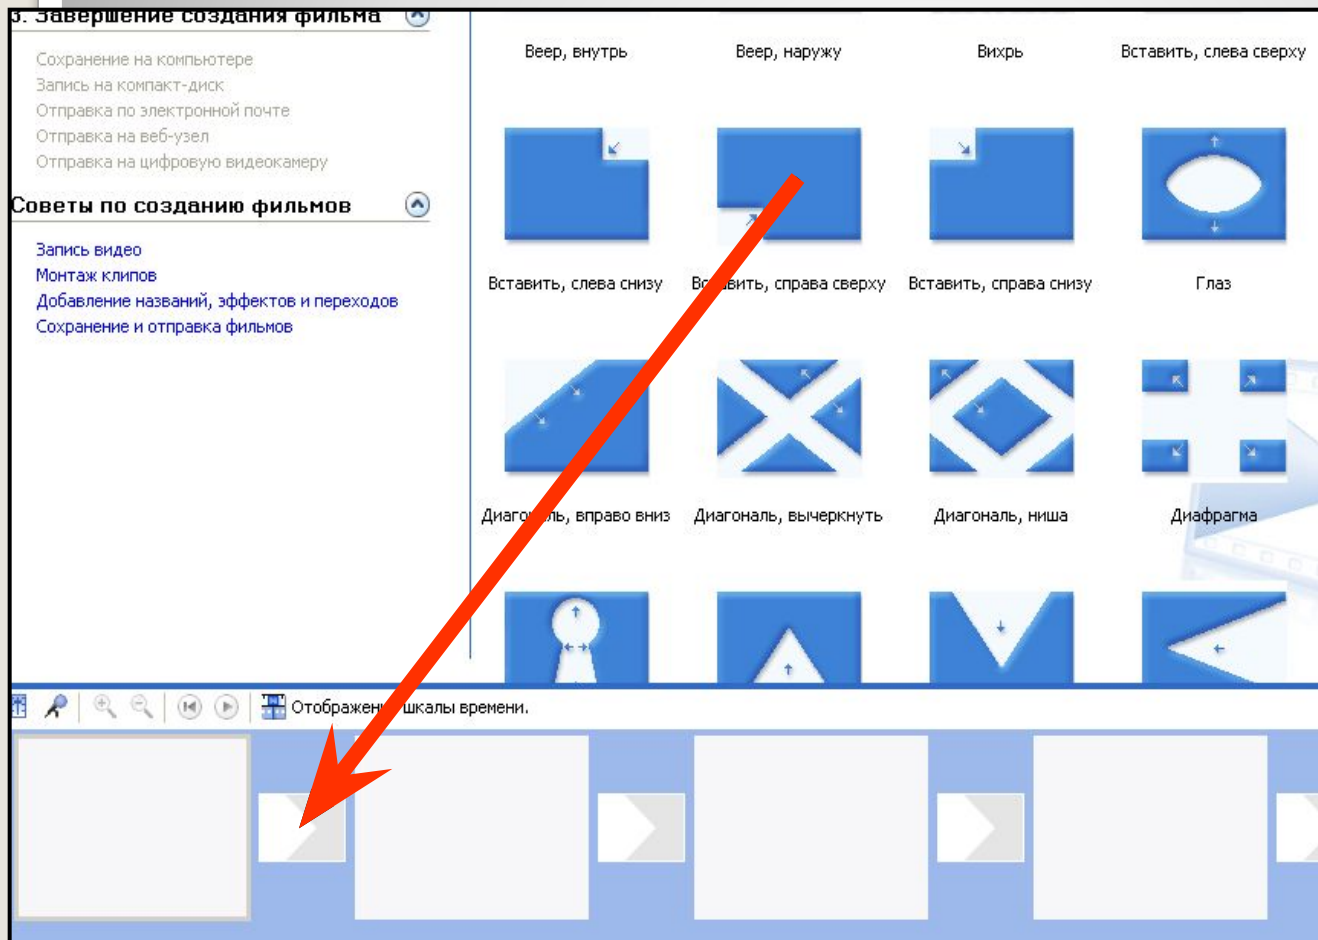 3. Завершение создания фильма
Сохранение на компьютере
Запись на компакт-диск
Отправка по электронной почте
Отправка на веб-узел
Отправка на цифровую видеокамеру
Советы по созданию фильмов
Запись видео
Монтаж клипов
Добавление названий, эффектов и переходов
Сохранение и отправка фильмов
Веер, внутрь
Веер, наружу
Вихрь
Вставить, слева сверху
Вставить, слева снизу
Вставить, справа сверху
Вставить, справа снизу
Глаз
Диагональ, вправо вниз
Диагональ, вычеркнуть
Диагональ, ниша
Диафрагма
Отображение шкалы времени.